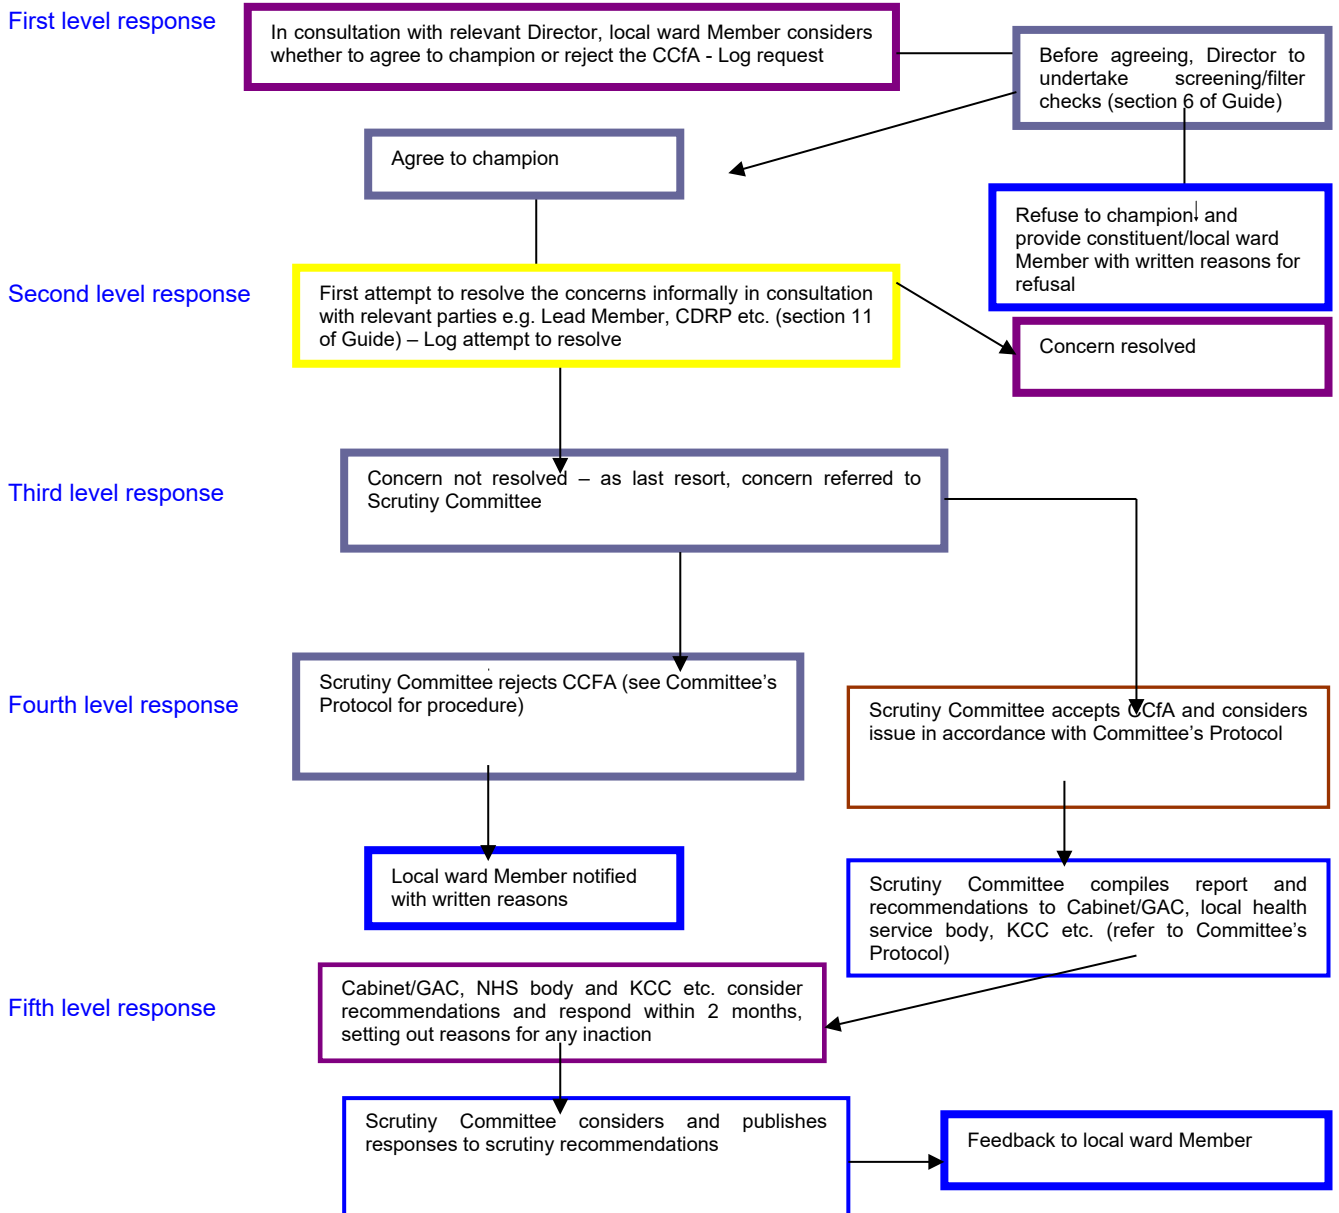 First level response
In consultation with relevant Director, local ward Member considers
whether to agree to champion or reject the CCfA - Log request
Before agreeing, Director to
undertake screening/filter
checks (section 6 of Guide)
Agree to champion
Refuse to champion and
provide constituent/local ward
Member with written reasons for
refusal
Second level response
First attempt to resolve the concerns informally in consultation
with relevant parties e.g. Lead Member, CDRP etc. (section 11
of Guide) – Log attempt to resolve
Concern resolved
Third level response
Concern not resolved – as last resort, concern referred to
Scrutiny Committee
Fourth level response
Scrutiny Committee rejects CCFA (see Committee's
Protocol for procedure)
Scrutiny Committee accepts CCfA and considers
issue in accordance with Committee's Protocol
Local ward Member notified
with written reasons
Scrutiny Committee compiles report and
recommendations to Cabinet/GAC, local health
service body, KCC etc. (refer to Committee's
Protocol)
Fifth level response
Cabinet/GAC, NHS body and KCC etc. consider
recommendations and respond within 2 months,
setting out reasons for any inaction
Scrutiny Committee considers and publishes
responses to scrutiny recommendations
Feedback to local ward Member